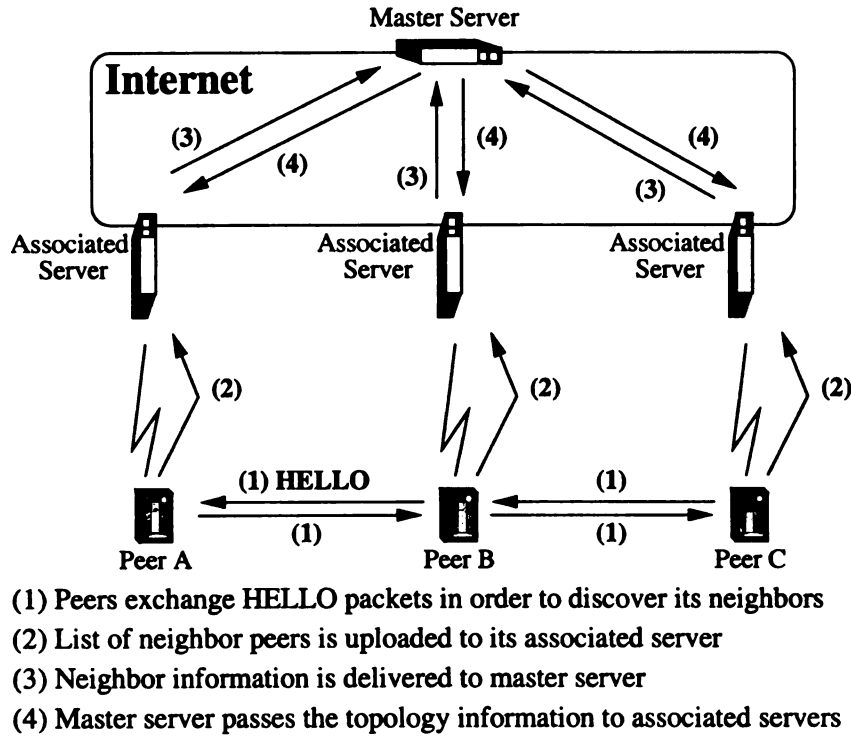 Master Server
Internet
(3)
(4)
(3)
(4)
(4)
(3)
Associated
Server
Associated
Server
Associated
Server
(2)
(2)
(2)
(1) HELLO
(1)
(1)
(1)
Peer A
Peer B
Peer C
(1) Peers exchange HELLO packets in order to discover its neighbors
(2) List of neighbor peers is uploaded to its associated server
(3) Neighbor information is delivered to master server
(4) Master server passes the topology information to associated servers